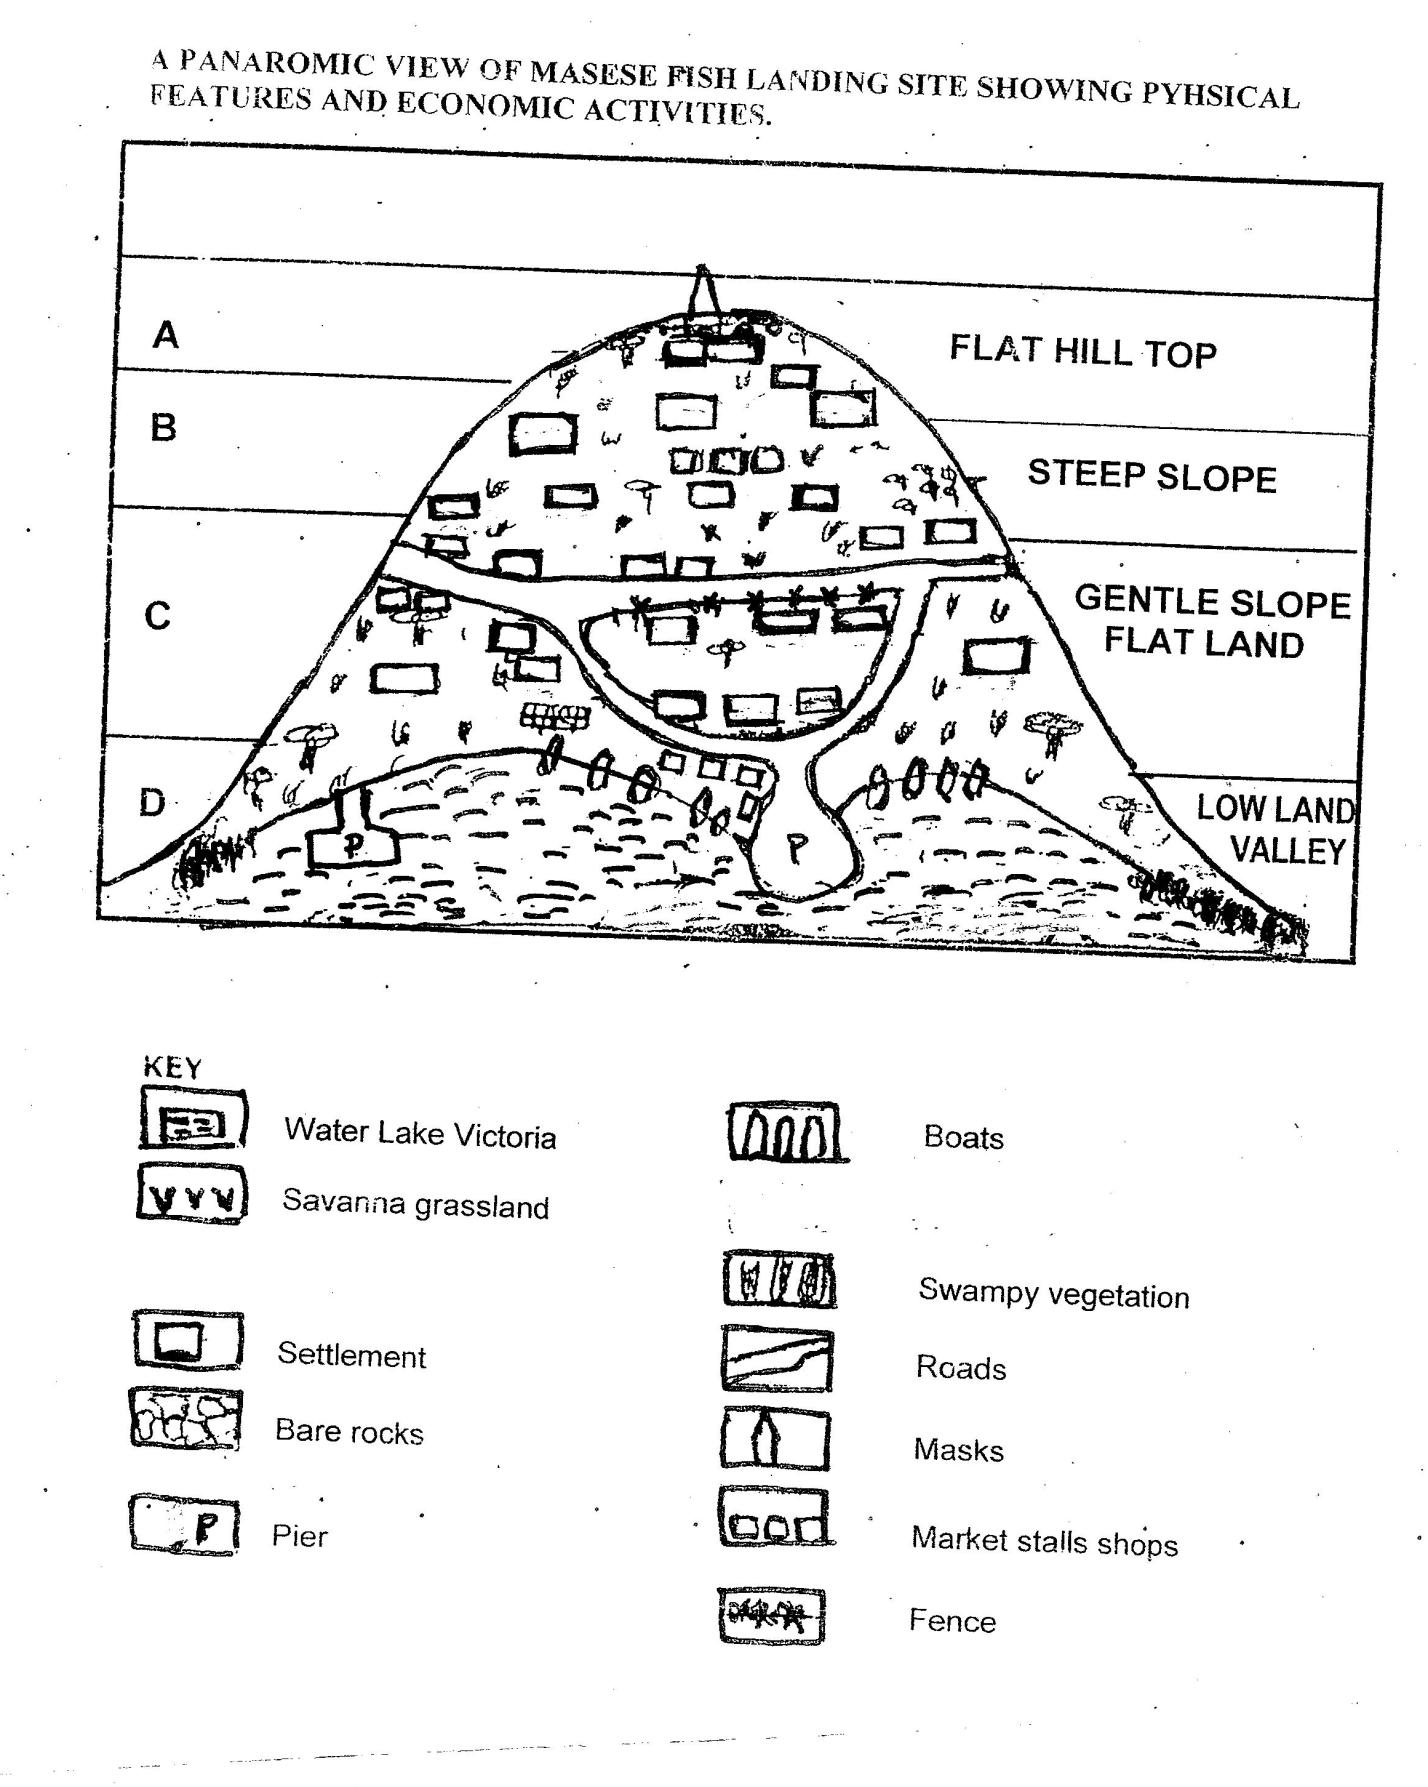 A PANAROMIC VIEW OF MASESE FISH LANDING SITE SHOWING PYHSICAL
FEATURES AND ECONOMIC ACTIVITIES.
A
FLAT HILL TOP
B
STEEP SLOPE
C
GENTLE SLOPE
FLAT LAND
D
LOW LAND
VALLEY
P
P
KEY
Water Lake Victoria
Boats
Savanna grassland
Swampy vegetation
Settlement
Roads
Bare rocks
Masks
P
Pier
Market stalls shops
Fence